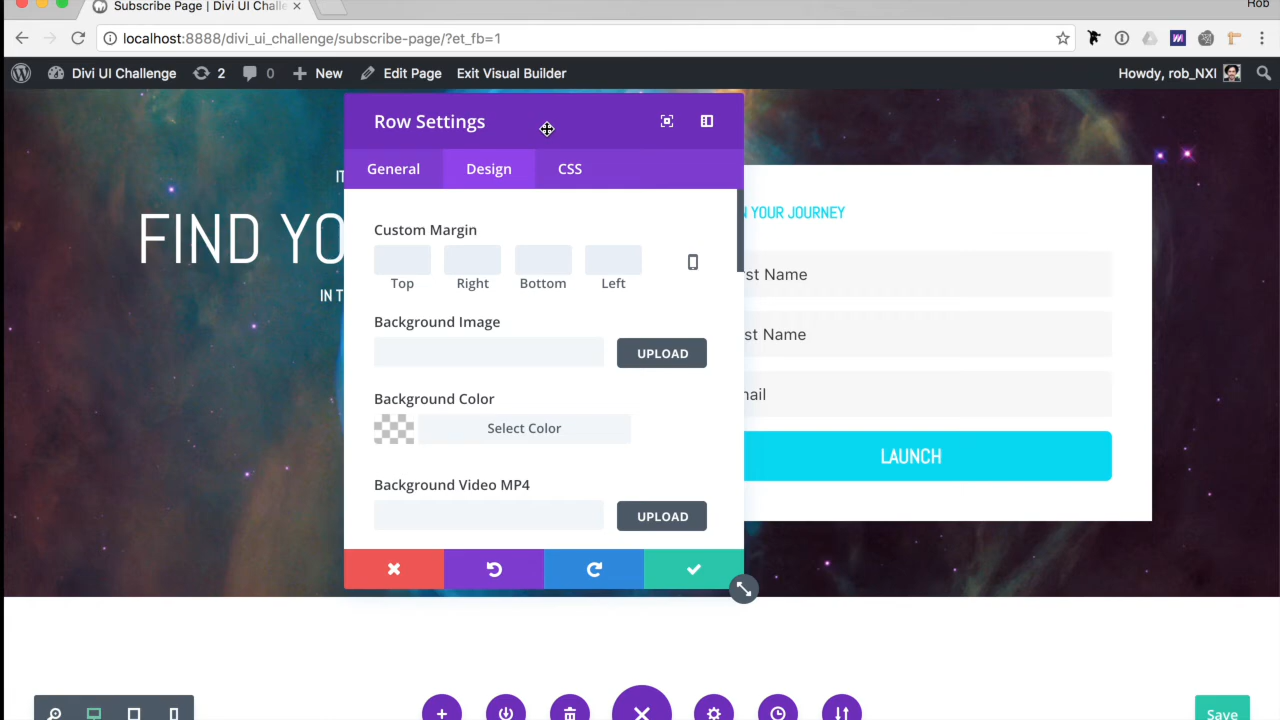 Subscribe Page | Divi UI Challe
Rob
localhost:8888/divi_ui_challenge/subscribe-page/?et_fb=1
Divi UI Challenge 2 0 New Edit Page Exit Visual Builder Howdy, rob_NXI
Row Settings
General Design CSS
IT
FIND YO
IN T
Custom Margin
Top Right Bottom Left
Background Image
UPLOAD
Background Color
Select Color
Background Video MP4
UPLOAD
N YOUR JOURNEY
st Name
st Name
ail
LAUNCH
Save